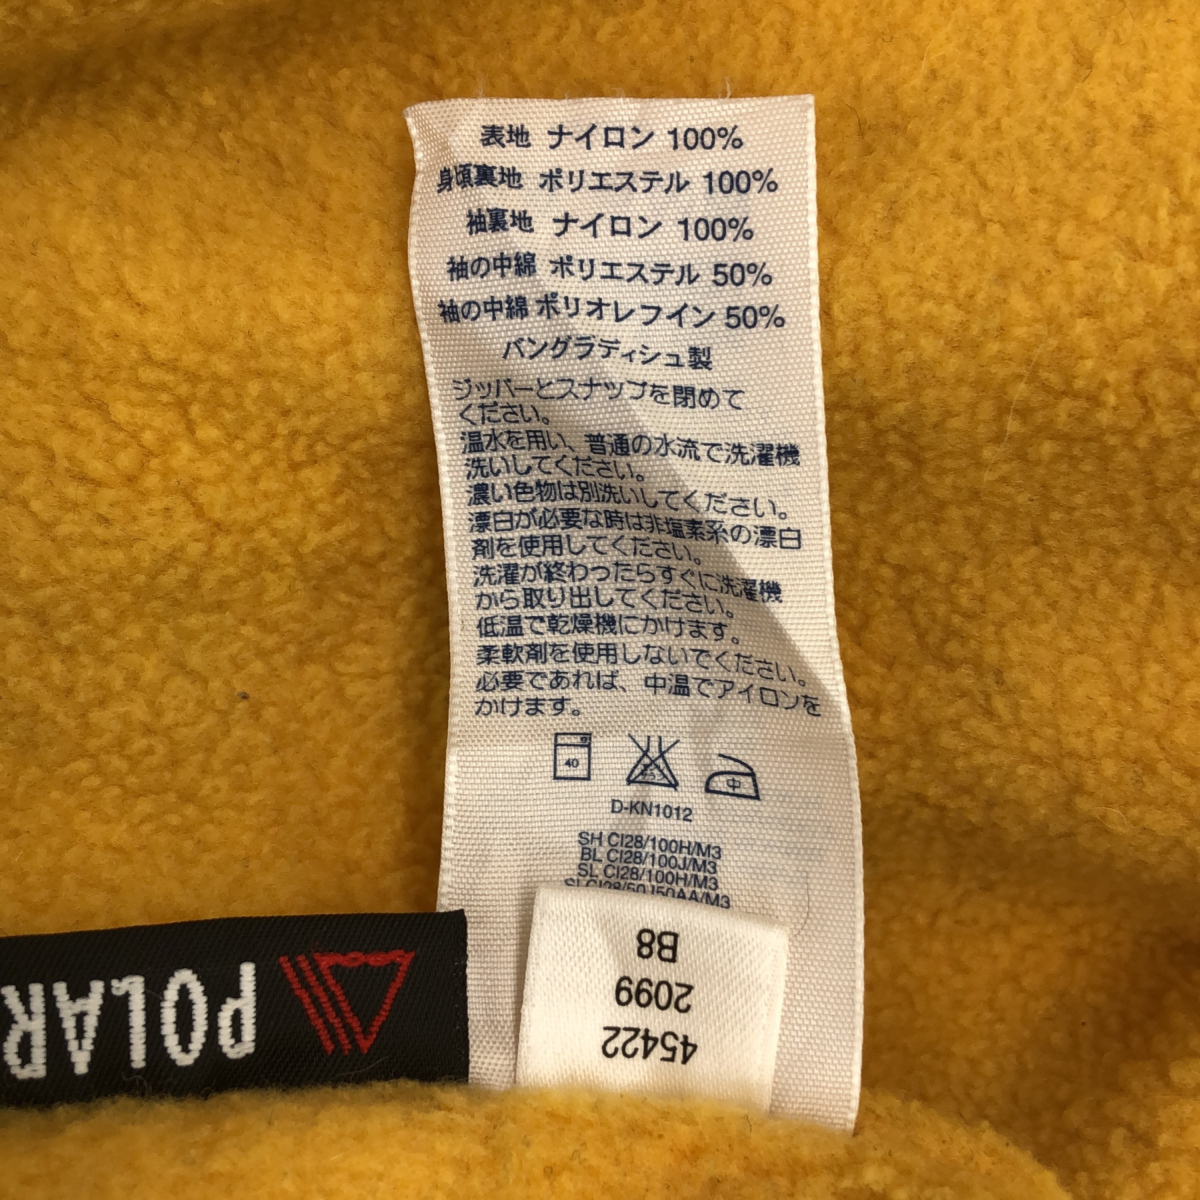 表地 ナイロン 100%
身頃裏地 ポリエステル 100%
袖裏地 ナイロン 100%
袖の中綿 ポリエステル 50%
袖の中綿 ポリオレフイン 50%
バングラディシュ製
ジッパーとスナップを閉めて
ください。
温水を用い、普通の水流で洗濯機
洗いしてください。
濃い色物は別洗いしてください。
漂白が必要な時は非塩素系の漂白
剤を使用してください。
洗濯が終わったらすぐに洗濯機
から取り出してください。
低温で乾燥機にかけます。
柔軟剤を使用しないでください。
必要であれば、中温でアイロンを
かけます。
40 中
D-KN1012
SH CI28/100H/M3
BL CI28/100J/M3
SL CI28/100H/M3
SI CI28/50J50AA/M3
45422
2099
B8
POLAR